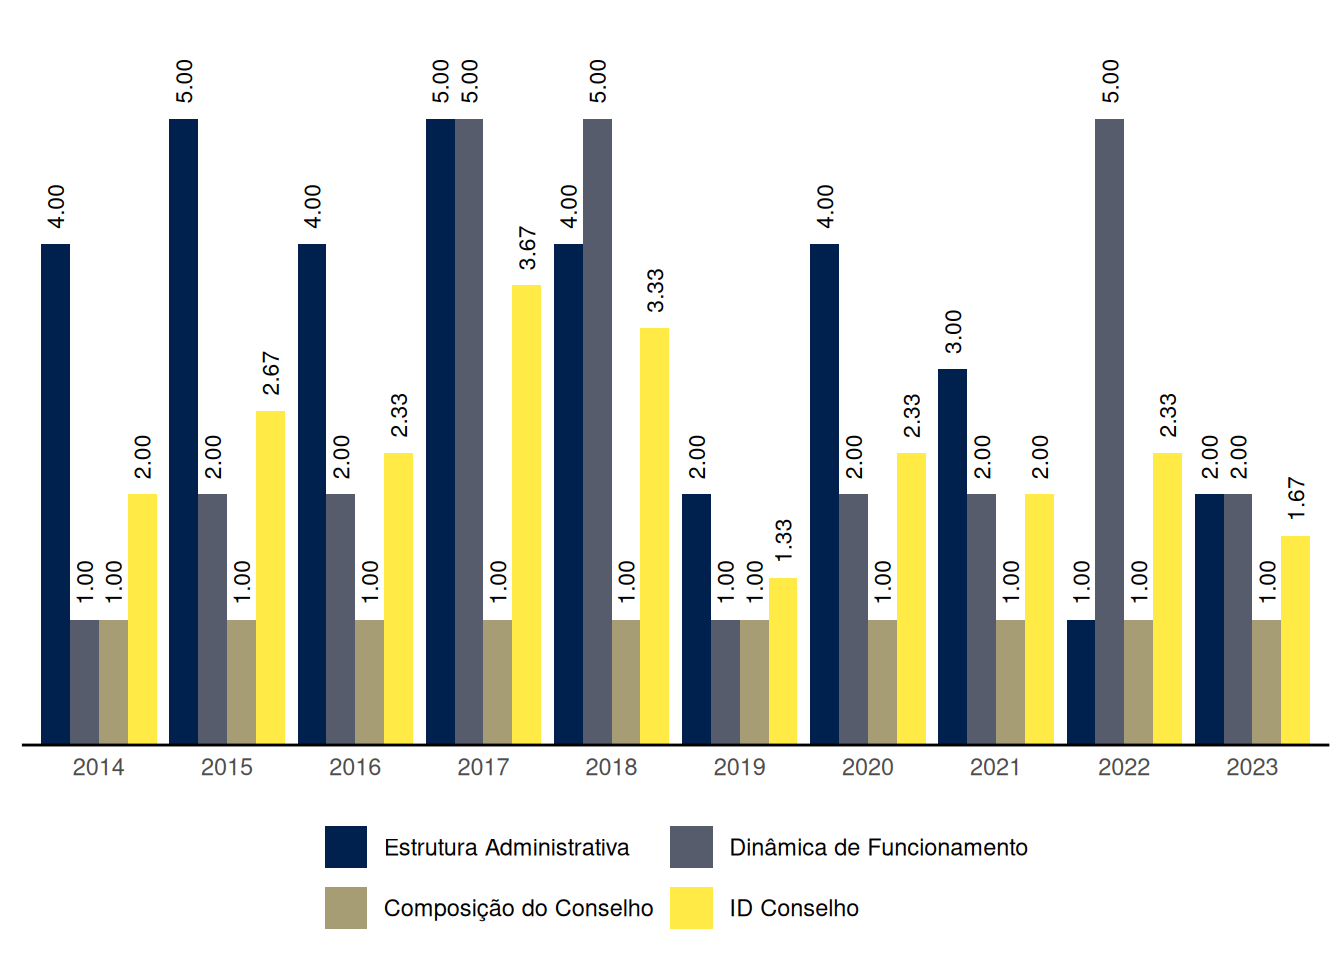 4.00 1.00 1.00 2.00
5.00 2.00 1.00 2.67
4.00 2.00 1.00 2.33
5.00 5.00 1.00 3.67
4.00 5.00 1.00 3.33
2.00 1.00 1.00 1.33
4.00 2.00 1.00 2.33
3.00 2.00 1.00 2.00
1.00 5.00 1.00 2.33
2.00 2.00 1.00 1.67
2014 2015 2016 2017 2018 2019 2020 2021 2022 2023
Estrutura Administrativa Dinâmica de Funcionamento
Composição do Conselho ID Conselho